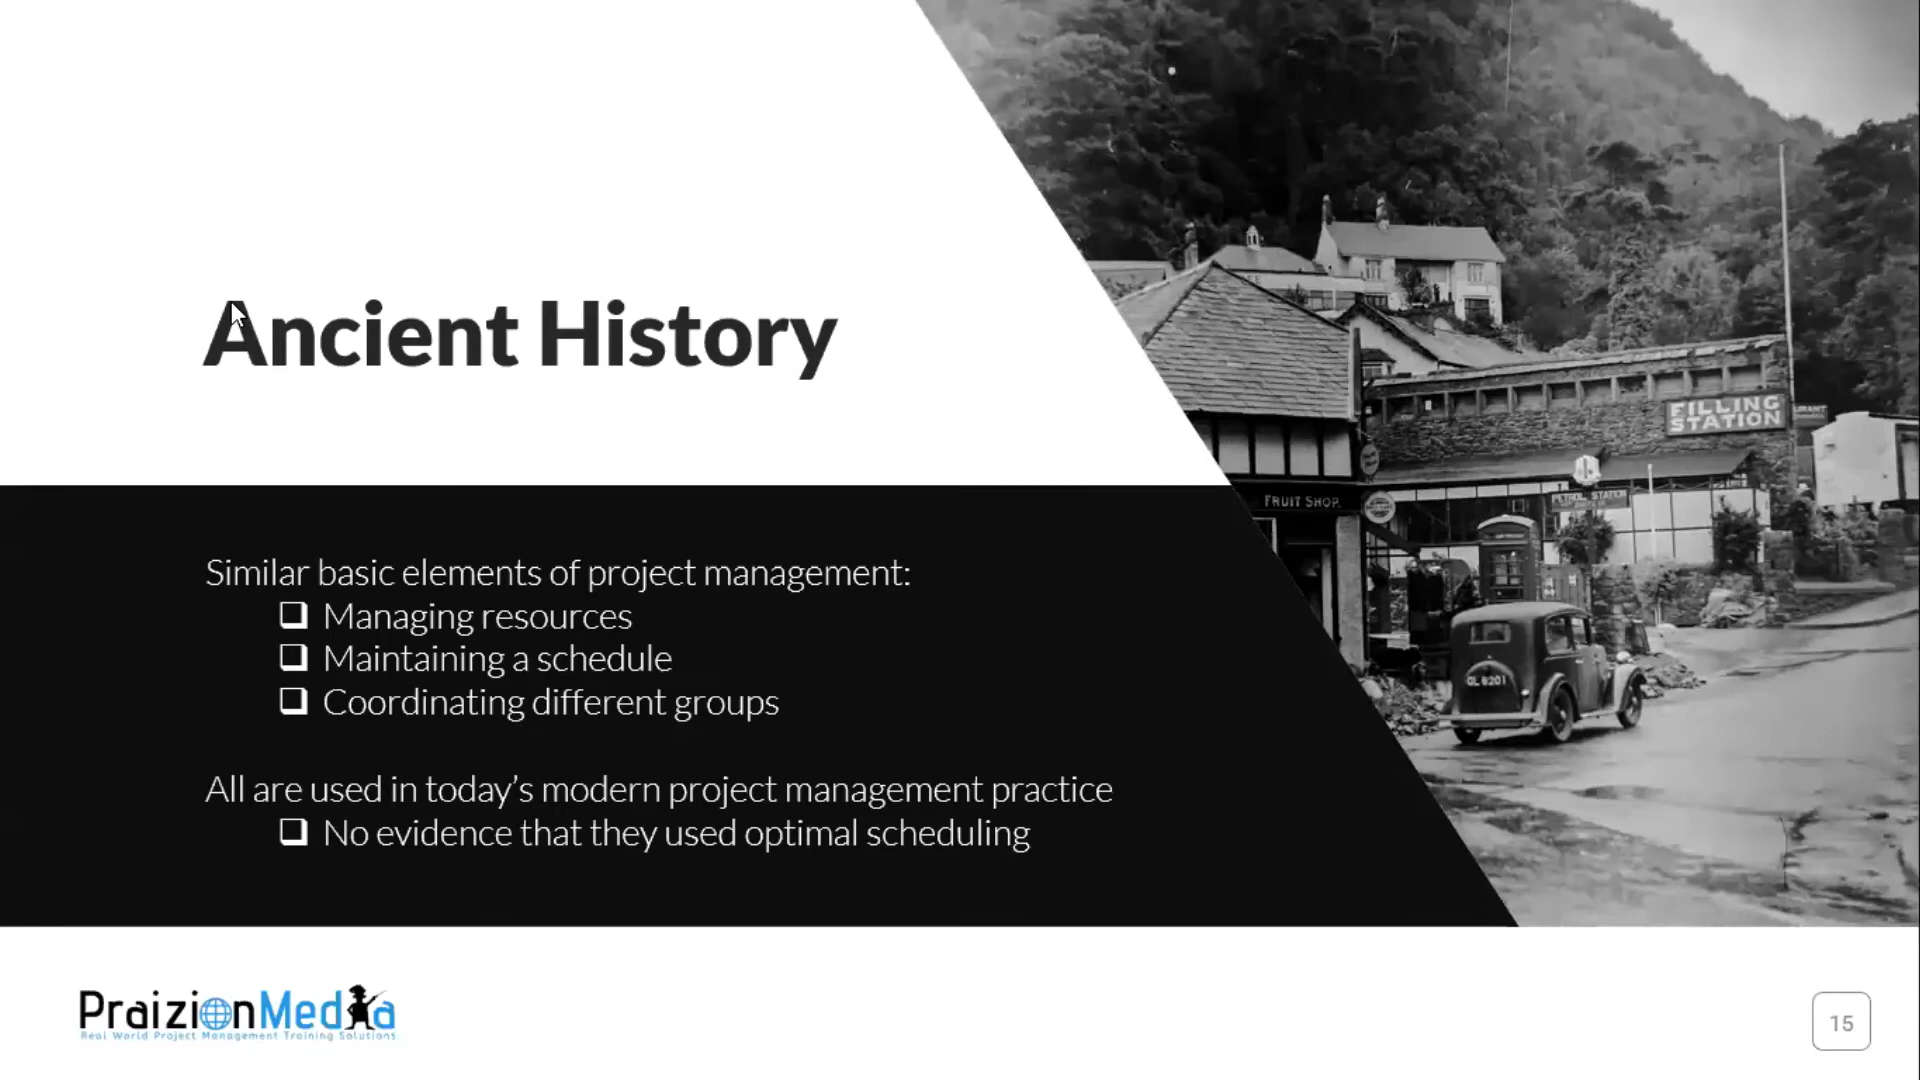 Ancient History
FILLING
STATION
FRUIT SHOP.
PETROL STATION
GL 8201
Similar basic elements of project management:
❑ Managing resources
❑ Maintaining a schedule
❑ Coordinating different groups
All are used in today’s modern project management practice
❑ No evidence that they used optimal scheduling
PraizionMedia
Real World Project Management Training Solutions
15